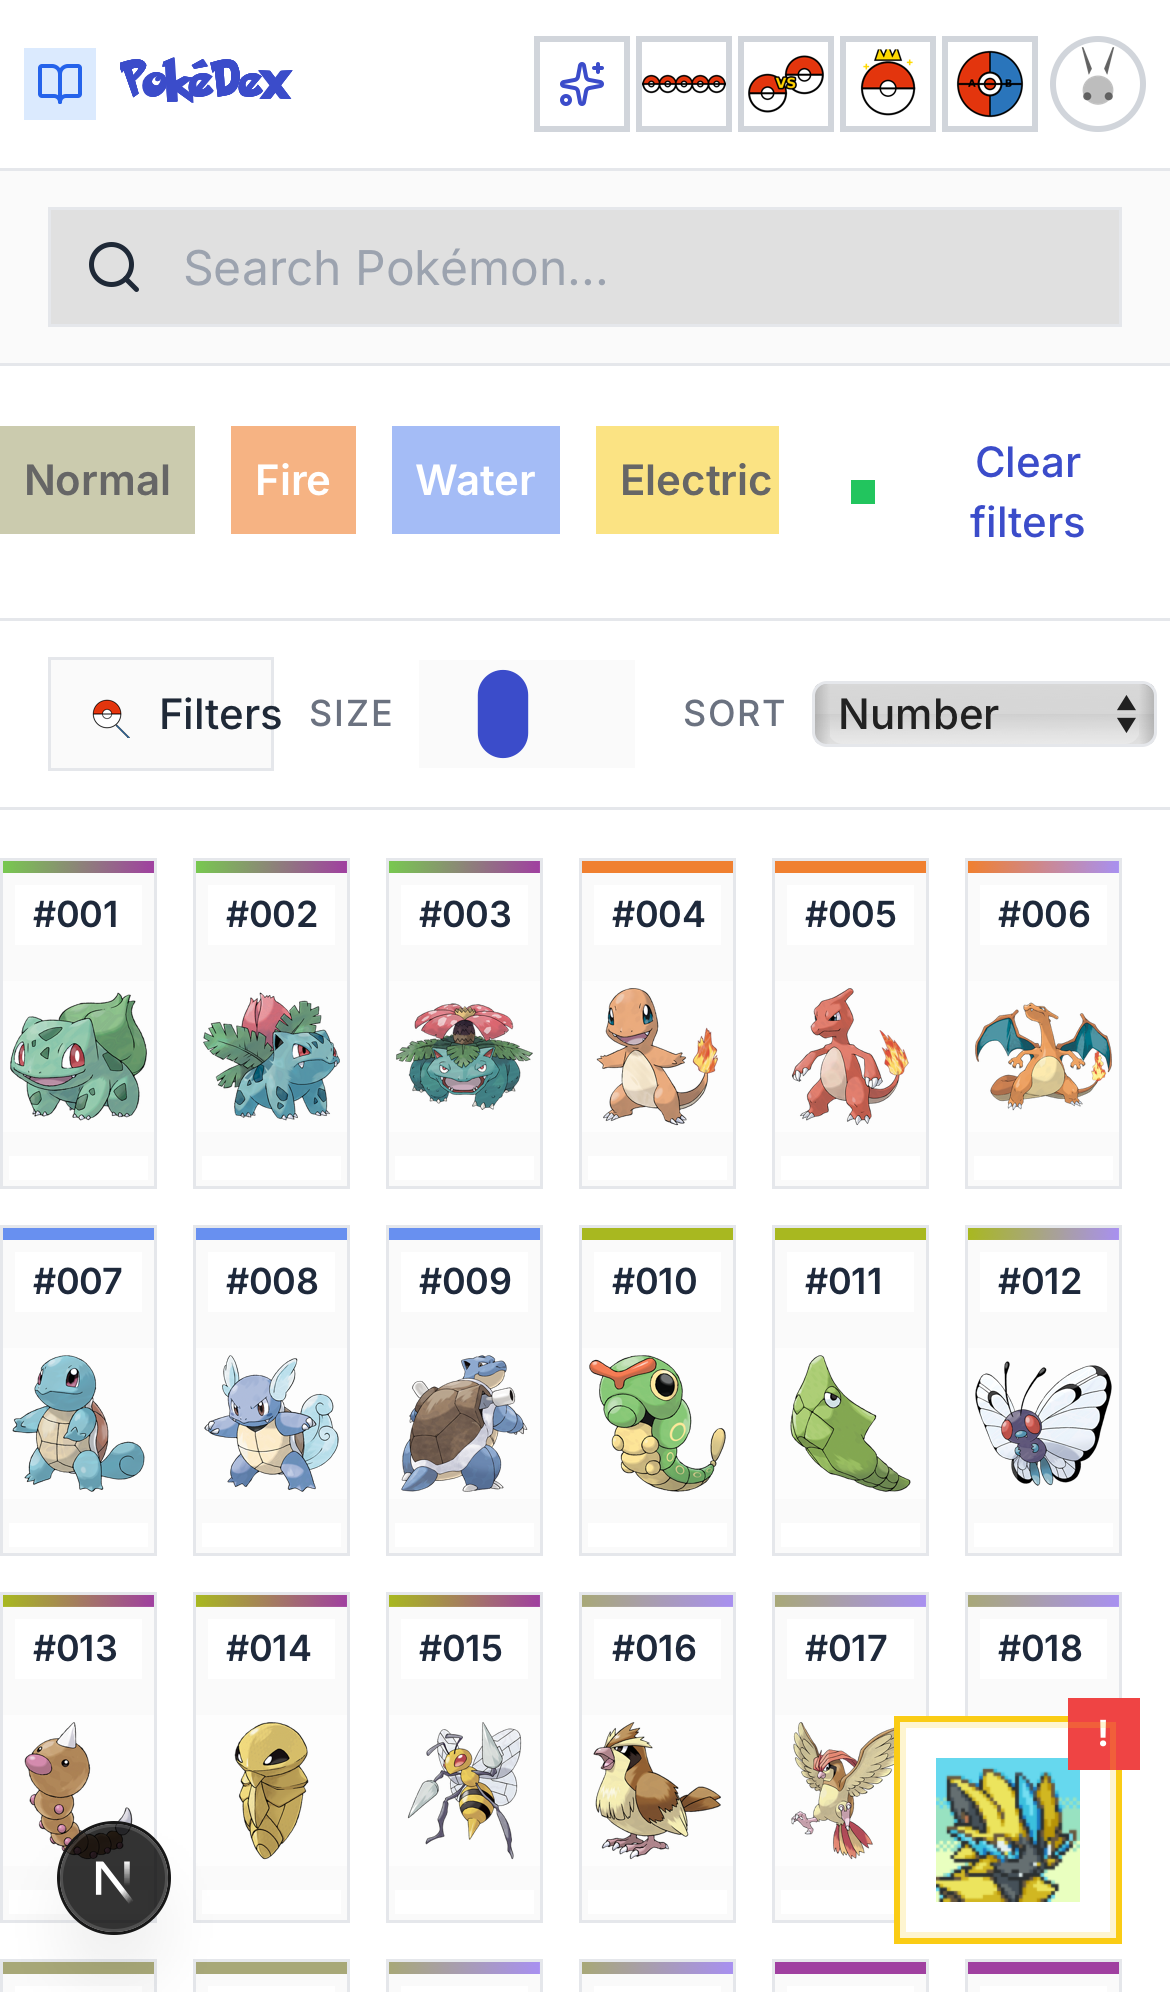 PokéDex
VS
A B
Search Pokémon...
Normal
Fire
Water
Electric
Clear
filters
Filters
SIZE
SORT
Number
#001
#002
#003
#004
#005
#006
#007
#008
#009
#010
#011
#012
#013
#014
#015
#016
#017
#018
!
N